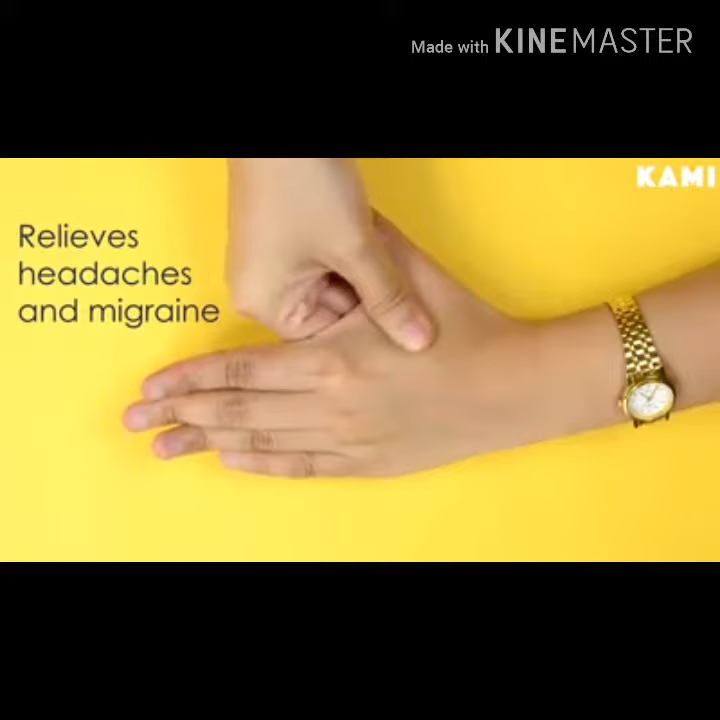 Made with KINEMASTER
KAMI
Relieves
headaches
and migraine